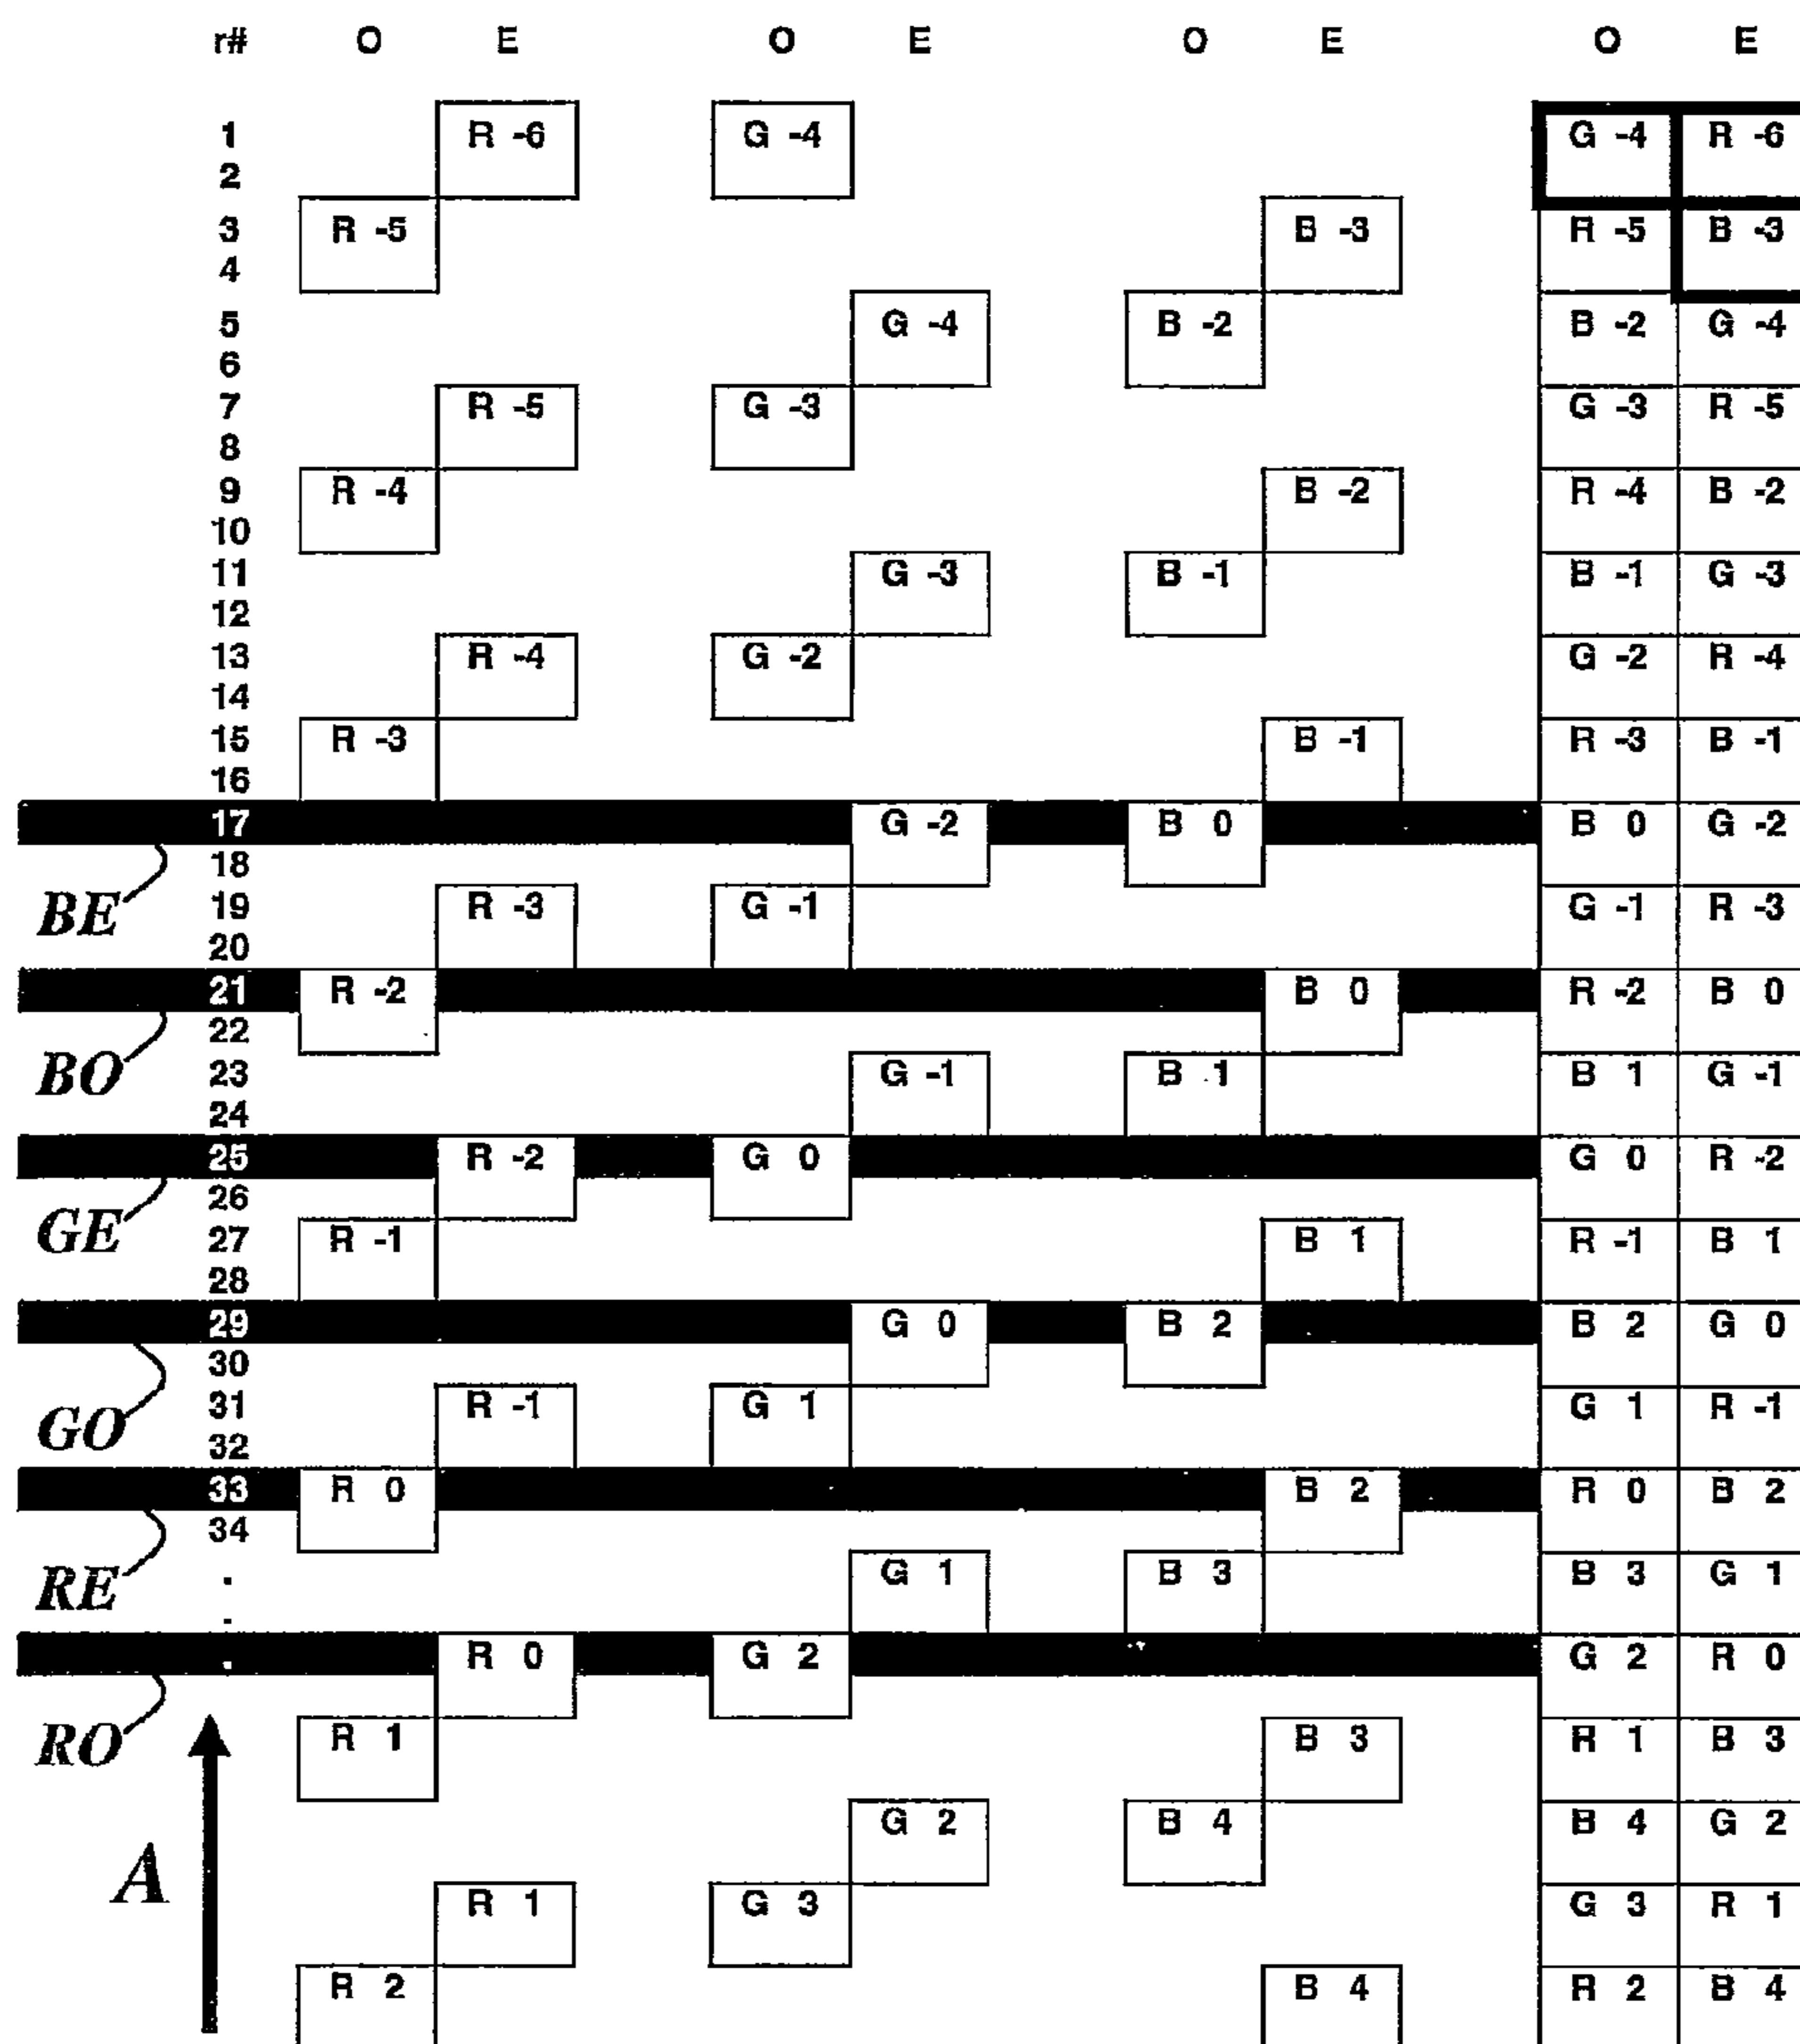 r# O E O E O E O E
1 R -6 G -4 G -4 R -6
2
3 R -5 B -3 R -5 B -3
4
5 G -4 B -2 B -2 G -4
6
7 R -5 G -3 G -3 R -5
8
9 R -4 B -2 R -4 B -2
10
11 G -3 B -1 B -1 G -3
12
13 R -4 G -2 G -2 R -4
14
15 R -3 B -1 R -3 B -1
16
17 G -2 B 0 B 0 G -2
18
BE
19 R -3 G -1 G -1 R -3
20
21 R -2 B 0 R -2 B 0
22
BO
23 G -1 B 1 B 1 G -1
24
25 R -2 G 0 G 0 R -2
26
GE
27 R -1 B 1 R -1 B 1
28
29 G 0 B 2 B 2 G 0
30
31 R -1 G 1 G 1 R -1
GO
32
33 R 0 B 2 R 0 B 2
34
RE
. G 1 B 3 B 3 G 1
.
. R 0 G 2 G 2 R 0
RO
R 1 B 3 R 1 B 3
G 2 B 4 B 4 G 2
A
R 1 G 3 G 3 R 1
R 2 B 4 R 2 B 4